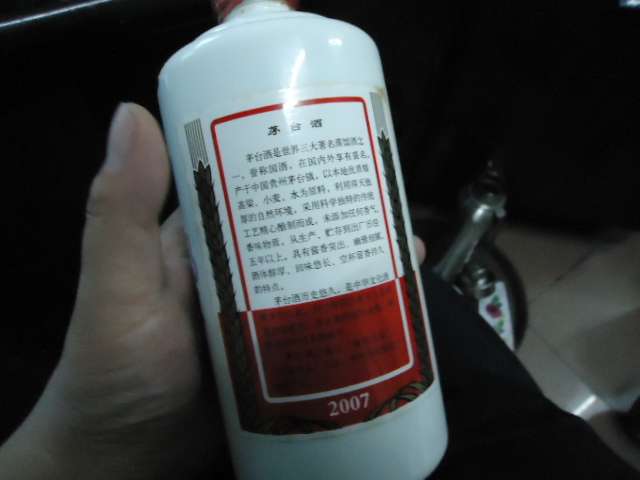 茅台酒
茅台酒是世界三大著名蒸馏酒之
一，誉称国酒，在国内外享有盛名。
产于中国贵州茅台镇，以本地优质糯
高粱、小麦、水为原料，利用得天独
厚的自然环境，采用科学独特的传统
工艺精心酿制而成，未添加任何香气、
香味物质。从生产、贮存到出厂历经
五年以上。具有酱香突出、幽雅细腻、
酒体醇厚、回味悠长、空杯留香持久
的特点。
茅台酒历史悠久，是中华文化酒
2007